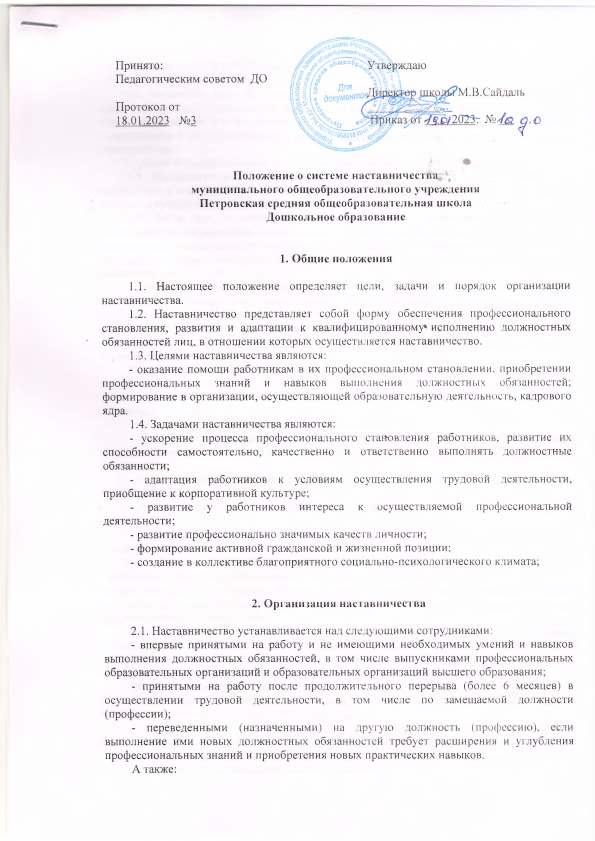 Принято:
Педагогическим советом ДО
Протокол от
18.01.2023 №3
Утверждаю
Директор школы М.В.Сайдаль
Приказ от 2023. №
Для
документов
Положение о системе наставничества
муниципального общеобразовательного учреждения
Петровская средняя общеобразовательная школа
Дошкольное образование
1. Общие положения
1.1. Настоящее положение определяет цели, задачи и порядок организации
наставничества.
1.2. Наставничество представляет собой форму обеспечения профессионального
становления, развития и адаптации к квалифицированному исполнению должностных
обязанностей лиц, в отношении которых осуществляется наставничество.
1.3. Целями наставничества являются:
- оказание помощи работникам в их профессиональном становлении. приобретении
профессиональных знаний и навыков выполнения должностных обязанностей;
формирование в организации, осуществляющей образовательную деятельность, кадрового
ядра.
1.4. Задачами наставничества являются:
- ускорение процесса профессионального становления работников, развитие их
способности самостоятельно, качественно и ответственно выполнять должностные
обязанности;
- адаптация работников к условиям осуществления трудовой деятельности,
приобщение к корпоративной культуре;
- развитие у работников интереса к осуществляемой профессиональной
деятельности;
- развитие профессионально значимых качеств личности;
- формирование активной гражданской и жизненной позиции;
- создание в коллективе благоприятного социально-психологического климата;
2. Организация наставничества
2.1. Наставничество устанавливается над следующими сотрудниками:
- впервые принятыми на работу и не имеющими необходимых умений и навыков
выполнения должностных обязанностей, в том числе выпускниками профессиональных
образовательных организаций и образовательных организаций высшего образования;
- принятыми на работу после продолжительного перерыва (более 6 месяцев) в
осуществлении трудовой деятельности, в том числе по замещаемой должности
(профессии);
- переведенными (назначенными) на другую должность (профессию), если
выполнение ими новых должностных обязанностей требует расширения и углубления
профессиональных знаний и приобретения новых практических навыков.
А также: